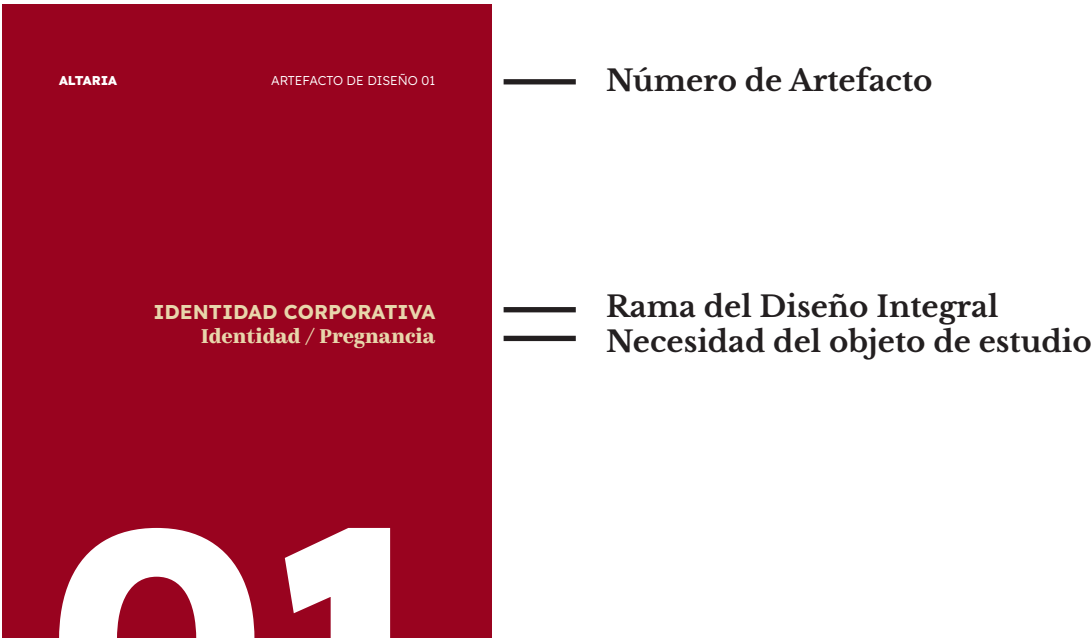 ALTARIA ARTEFACTO DE DISEÑO 01 Número de Artefacto
IDENTIDAD CORPORATIVA Rama del Diseño Integral
Identidad / Pregnancia Necesidad del objeto de estudio
01